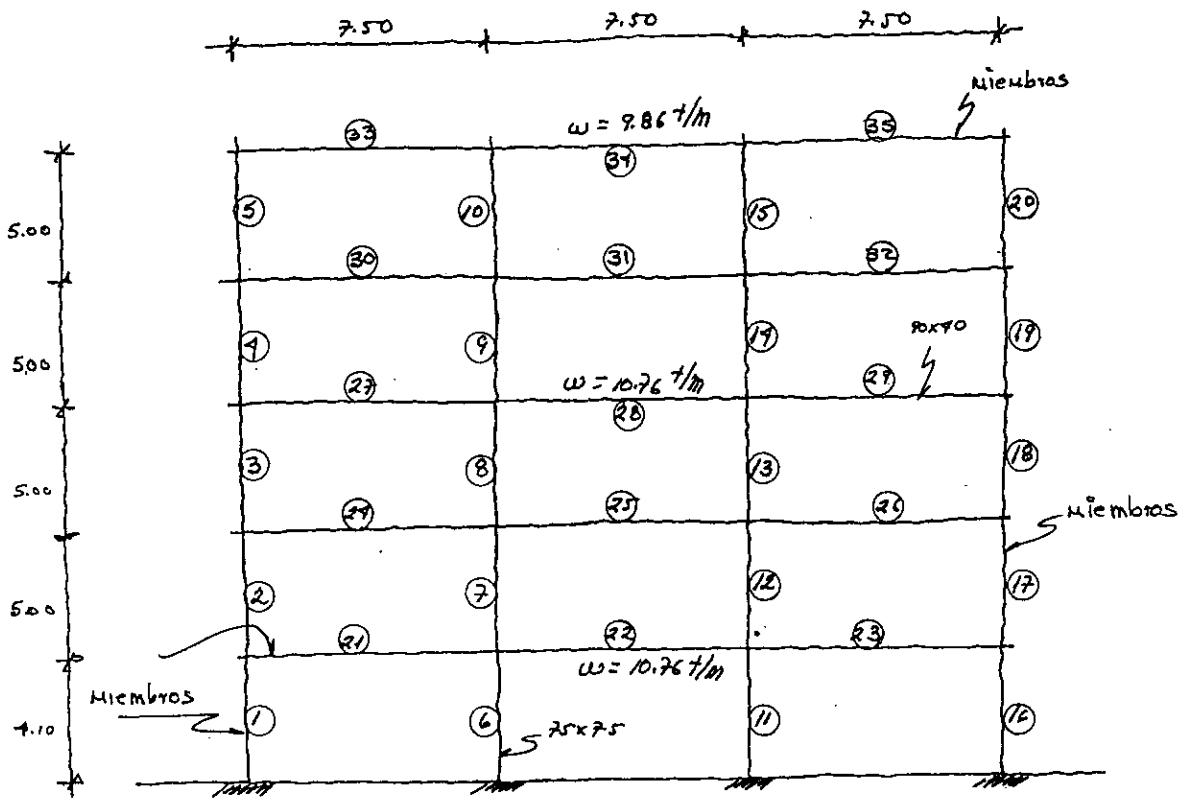 7.50 7.50 7.50
Miembros
ω = 9.86 t/m
33 35
34
5.00 5 10 15 20
30 31 32
4 9 14 19
5.00
ω = 10.76 t/m
27 29
28
3 8 13 18
5.00
24 25 26
Miembros
2 7 12 17
5.00
21 22 23
ω = 10.76 t/m
Miembros
4.10 1 6 11 16
75x75